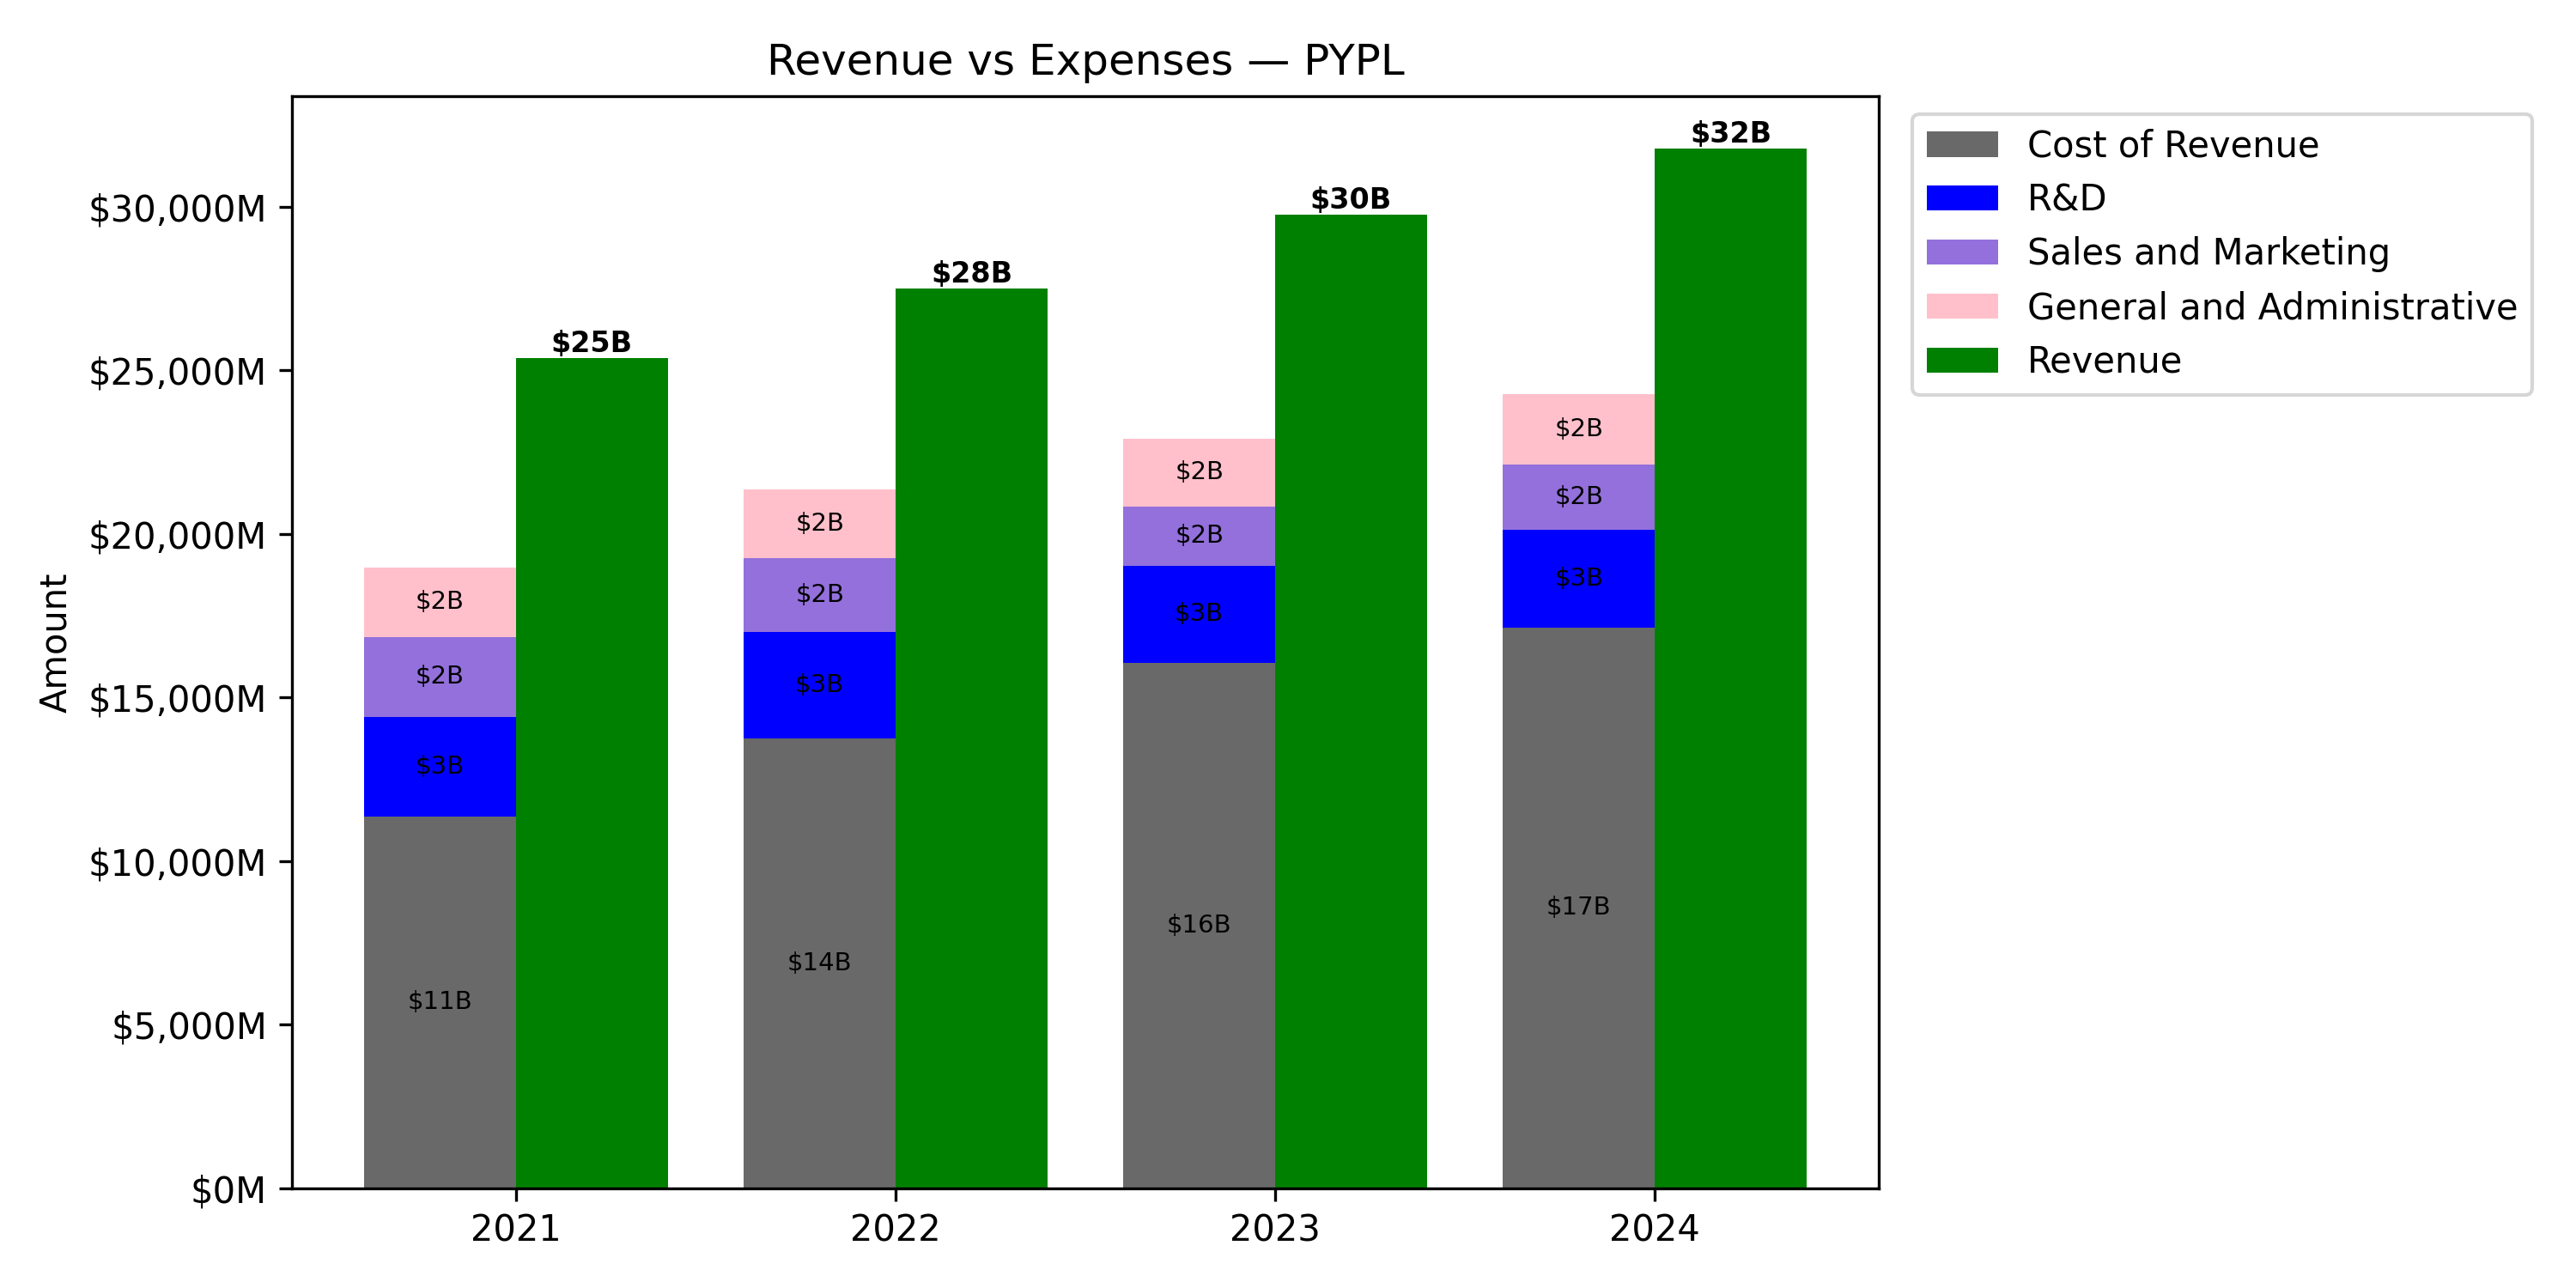 Revenue vs Expenses — PYPL
Cost of Revenue
R&D
Sales and Marketing
General and Administrative
Revenue
Amount
$30,000M
$25,000M
$20,000M
$15,000M
$10,000M
$5,000M
$0M
$25B
$2B
$2B
$3B
$11B
$28B
$2B
$2B
$3B
$14B
$30B
$2B
$2B
$3B
$16B
$32B
$2B
$2B
$3B
$17B
2021
2022
2023
2024